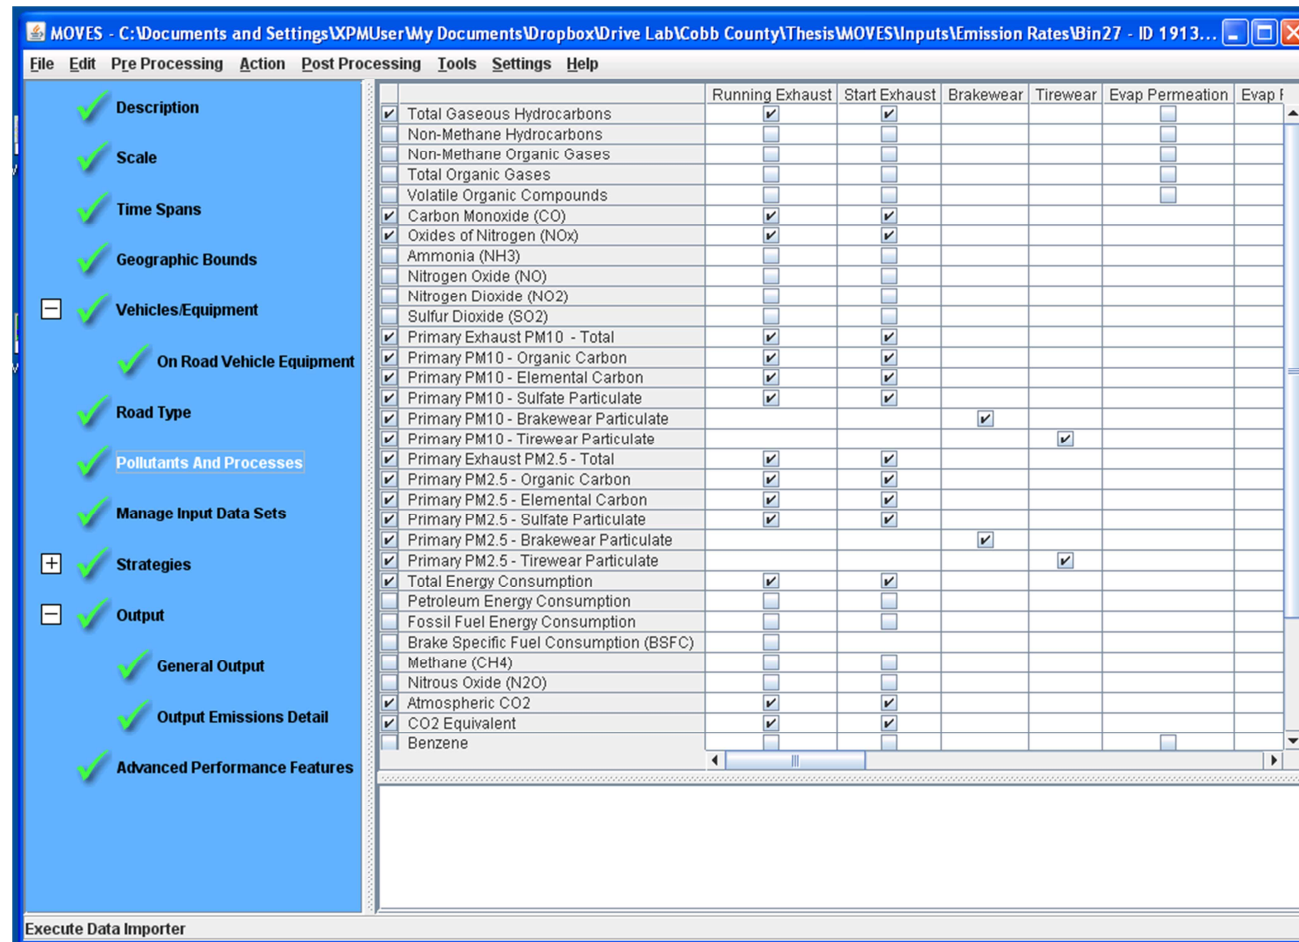 MOVES - C:\Documents and Settings\XPMUser\My Documents\Dropbox\Drive Lab\Cobb County\Thesis\MOVES\Inputs\Emission Rates\Bin27 - ID 1913...
File Edit Pre Processing Action Post Processing Tools Settings Help
Description
Scale
Time Spans
Geographic Bounds
Vehicles/Equipment
On Road Vehicle Equipment
Road Type
Pollutants And Processes
Manage Input Data Sets
Strategies
Output
General Output
Output Emissions Detail
Advanced Performance Features
Running Exhaust Start Exhaust Brakewear Tirewear Evap Permeation Evap F
Total Gaseous Hydrocarbons
Non-Methane Hydrocarbons
Non-Methane Organic Gases
Total Organic Gases
Volatile Organic Compounds
Carbon Monoxide (CO)
Oxides of Nitrogen (NOx)
Ammonia (NH3)
Nitrogen Oxide (NO)
Nitrogen Dioxide (NO2)
Sulfur Dioxide (SO2)
Primary Exhaust PM10 - Total
Primary PM10 - Organic Carbon
Primary PM10 - Elemental Carbon
Primary PM10 - Sulfate Particulate
Primary PM10 - Brakewear Particulate
Primary PM10 - Tirewear Particulate
Primary Exhaust PM2.5 - Total
Primary PM2.5 - Organic Carbon
Primary PM2.5 - Elemental Carbon
Primary PM2.5 - Sulfate Particulate
Primary PM2.5 - Brakewear Particulate
Primary PM2.5 - Tirewear Particulate
Total Energy Consumption
Petroleum Energy Consumption
Fossil Fuel Energy Consumption
Brake Specific Fuel Consumption (BSFC)
Methane (CH4)
Nitrous Oxide (N2O)
Atmospheric CO2
CO2 Equivalent
Benzene
Execute Data Importer